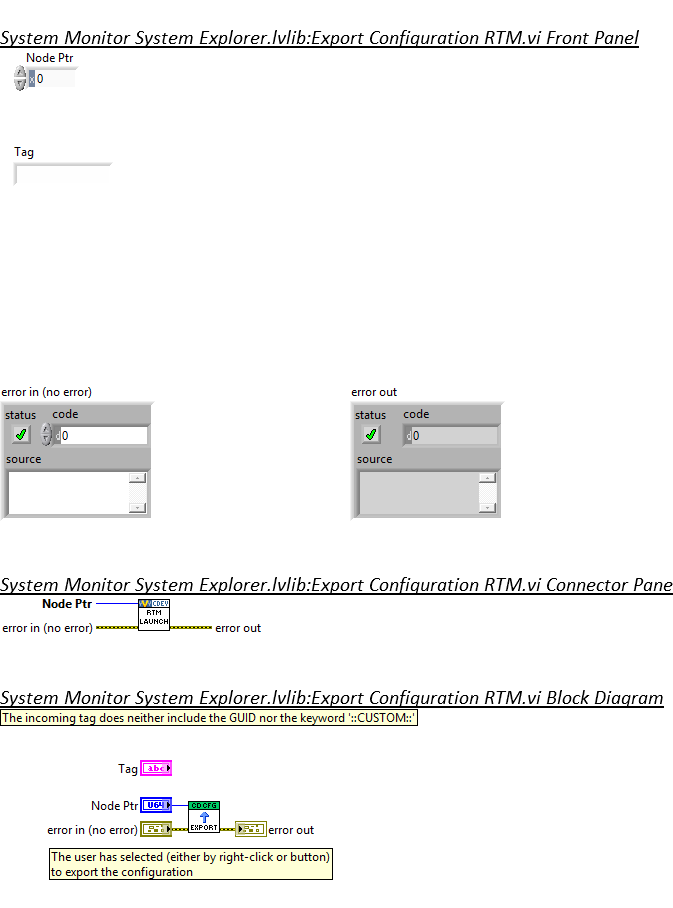 System Monitor System Explorer.lvlib:Export Configuration RTM.vi Front Panel
Node Ptr
x 0
Tag
error in (no error)
error out
status code
d 0
source
status code
d 0
source
System Monitor System Explorer.lvlib:Export Configuration RTM.vi Connector Pane
Node Ptr
CDEV
RTM
LAUNCH
error in (no error)
error out
System Monitor System Explorer.lvlib:Export Configuration RTM.vi Block Diagram
The incoming tag does neither include the GUID nor the keyword '::CUSTOM::'
Tag abc
Node Ptr U64
CD CFG
EXPORT
error in (no error)
error out
The user has selected (either by right-click or button)
to export the configuration